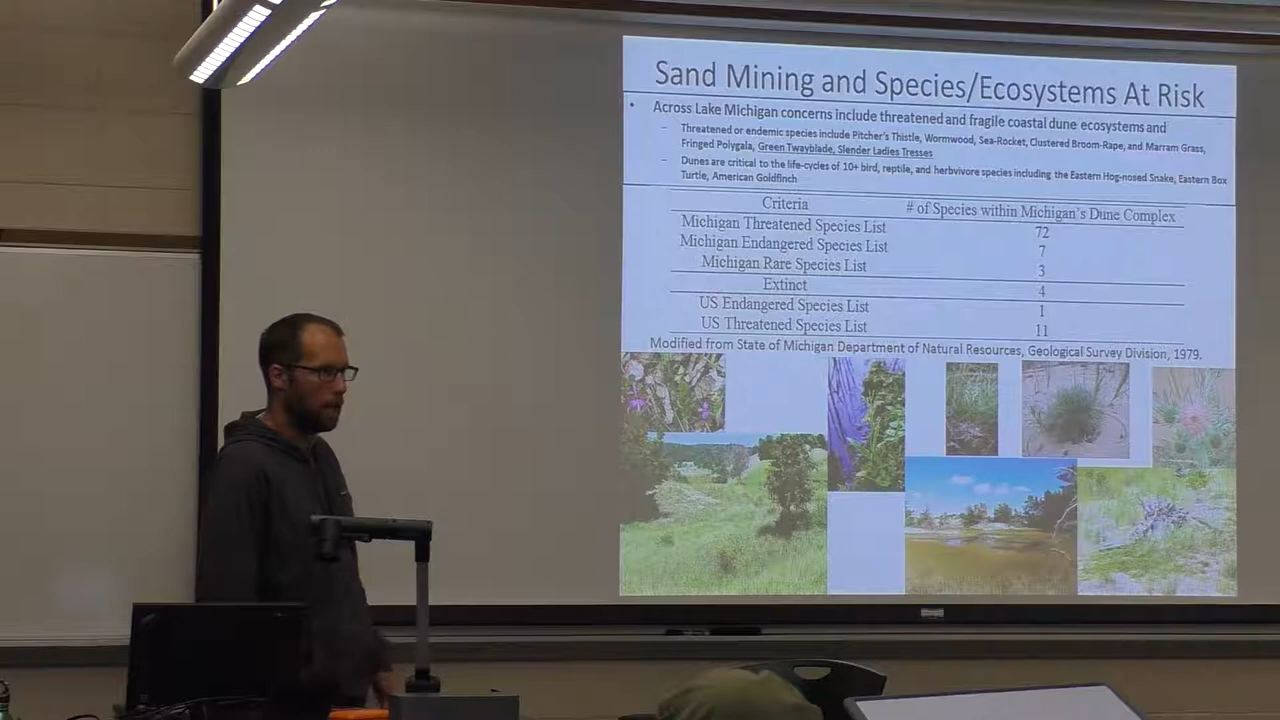 Sand Mining and Species/Ecosystems At Risk
• Across Lake Michigan concerns include threatened and fragile coastal dune ecosystems and
– Threatened or endemic species include Pitcher's Thistle, Wormwood, Sea-Rocket, Clustered Broom-Rape, and Marram Grass,
Fringed Polygala, Green Twayblade, Slender Ladies Tresses
– Dunes are critical to the life-cycles of 10+ bird, reptile, and herbvivore species including the Eastern Hog-nosed Snake, Eastern Box
Turtle, American Goldfinch
Criteria # of Species within Michigan's Dune Complex
Michigan Threatened Species List 72
Michigan Endangered Species List 7
Michigan Rare Species List 3
Extinct 4
US Endangered Species List 1
US Threatened Species List 11
Modified from State of Michigan Department of Natural Resources, Geological Survey Division, 1979.